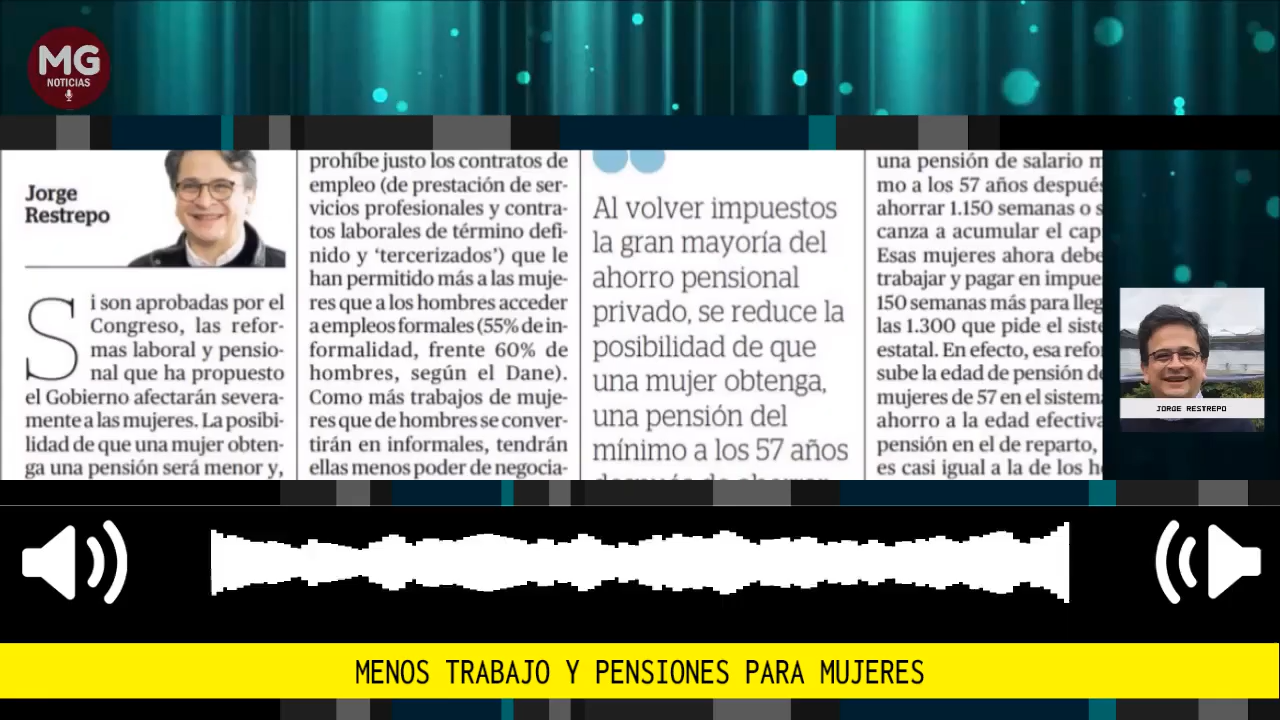 MG
NOTICIAS
Jorge
Restrepo
Si son aprobadas por el
Congreso, las refor-
mas laboral y pensio-
nal que ha propuesto
el Gobierno afectarán severa-
mente a las mujeres. La posibi-
lidad de que una mujer obten-
ga una pensión será menor y,
prohíbe justo los contratos de
empleo (de prestación de ser-
vicios profesionales y contra-
tos laborales de término defi-
nido y ‘tercerizados’) que le
han permitido más a las muje-
res que a los hombres acceder
a empleos formales (55% de in-
formalidad, frente 60% de
hombres, según el Dane).
Como más trabajos de muje-
res que de hombres se conver-
tirán en informales, tendrán
ellas menos poder de negocia-
Al volver impuestos
la gran mayoría del
ahorro pensional
privado, se reduce la
posibilidad de que
una mujer obtenga,
una pensión del
mínimo a los 57 años
una pensión de salario m
mo a los 57 años después
ahorrar 1.150 semanas o s
canza a acumular el cap
Esas mujeres ahora debe
trabajar y pagar en impue
150 semanas más para lleg
las 1.300 que pide el siste
estatal. En efecto, esa refo
sube la edad de pensión de
mujeres de 57 en el sistema
ahorro a la edad efectiva
pensión en el de reparto,
es casi igual a la de los h
JORGE RESTREPO
MENOS TRABAJO Y PENSIONES PARA MUJERES